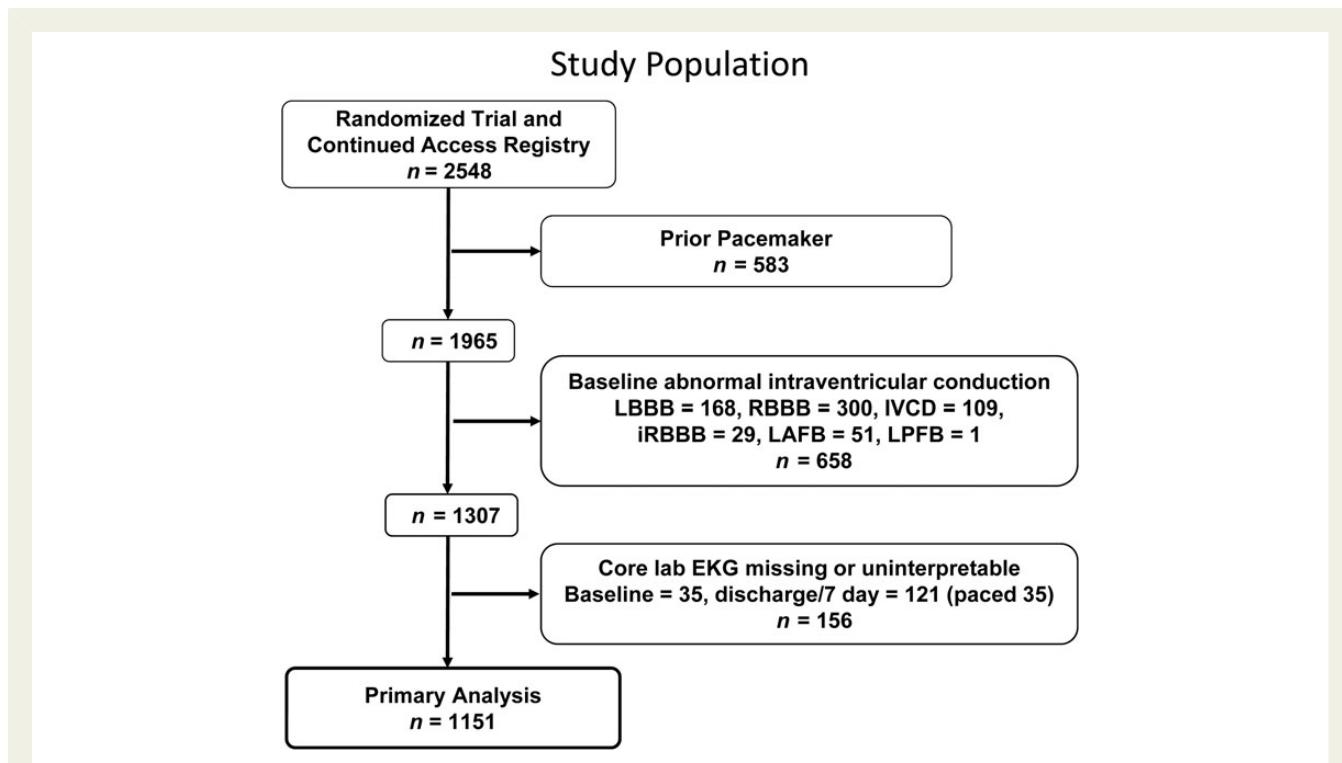 Study Population
Randomized Trial and
Continued Access Registry
n = 2548
Prior Pacemaker
n = 583
n = 1965
Baseline abnormal intraventricular conduction
LBBB = 168, RBBB = 300, IVCD = 109,
iRBBB = 29, LAFB = 51, LPFB = 1
n = 658
n = 1307
Core lab EKG missing or uninterpretable
Baseline = 35, discharge/7 day = 121 (paced 35)
n = 156
Primary Analysis
n = 1151